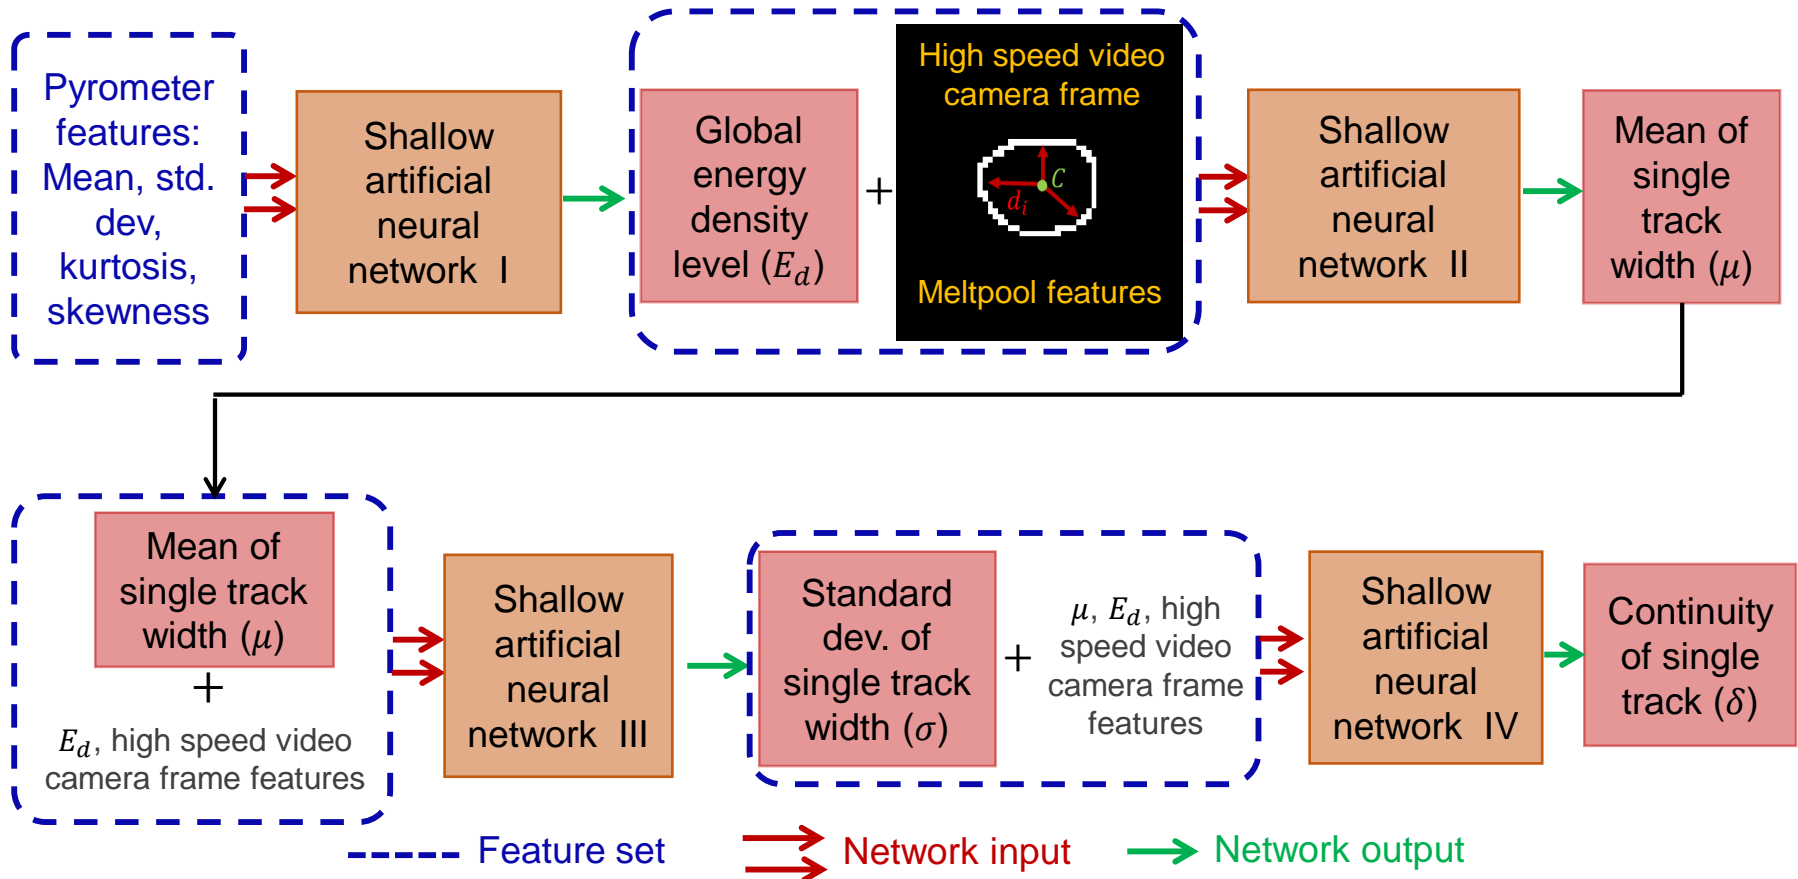 Pyrometer
features:
Mean, std.
dev,
kurtosis,
skewness
Shallow
artificial
neural
network I
Global
energy
density
level (E_d)
+
High speed video
camera frame
C
d_i
Meltpool features
Shallow
artificial
neural
network II
Mean of
single
track
width (μ)
Mean of
single track
width (μ)
+
E_d, high speed video
camera frame features
Shallow
artificial
neural
network III
Standard
dev. of
single track
width (σ)
+
μ, E_d, high
speed video
camera frame
features
Shallow
artificial
neural
network IV
Continuity
of single
track (δ)
Feature set
Network input
Network output